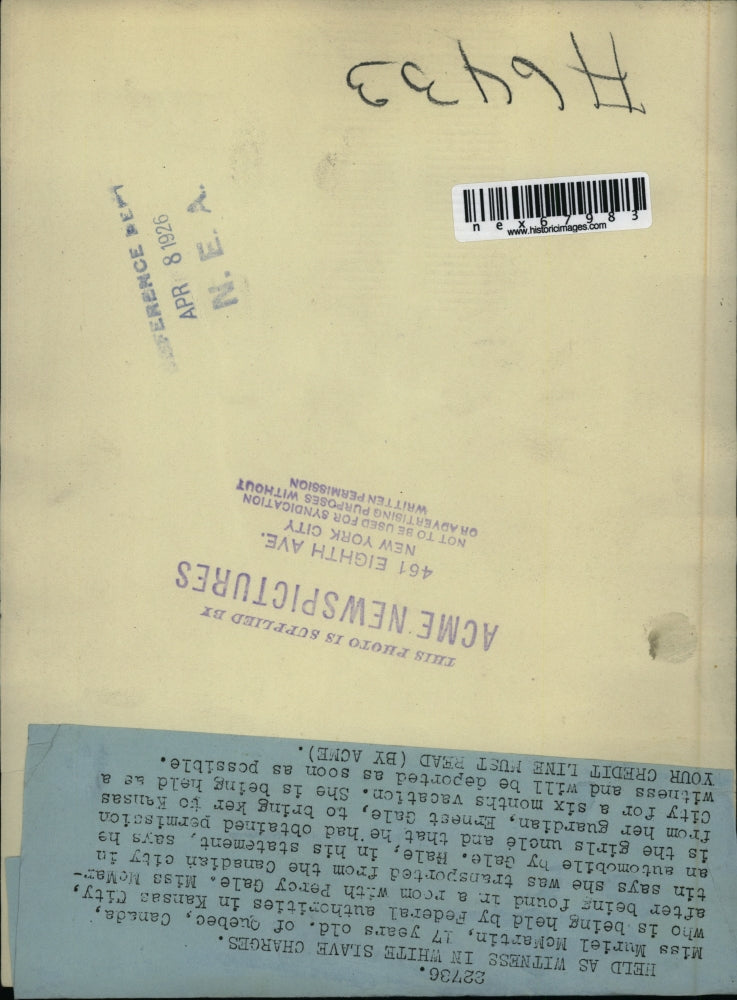 #6433
nex67983
www.historicimages.com
REFERENCE DEPT
APR 8 1926
N. E. A.
THIS PHOTO IS SUPPLIED BY
ACME NEWSPICTURES
461 EIGHTH AVE.
NEW YORK CITY
NOT TO BE USED FOR SYNDICATION
OR ADVERTISING PURPOSES WITHOUT
WRITTEN PERMISSION
22736.
HELD AS WITNESS IN WHITE SLAVE CHARGES.
Miss Muriel McMartin, 17 years old. of Quebec, Canada,
who is being held by Federal authorities in Kansas City,
after being found in a room with Percy Gale. Miss McMar-
tin says she was transported from the Canadian city in
an automobile by Gale. Hale, in his statement, says he
is the girls uncle and that he had obtained permission
from her guardian, Ernest Gale, to bring ker to Kansas
City for a six months vacation. She is being held as a
witness and will be deported as soon as possible.
YOUR CREDIT LINE MUST READ (BY ACME).